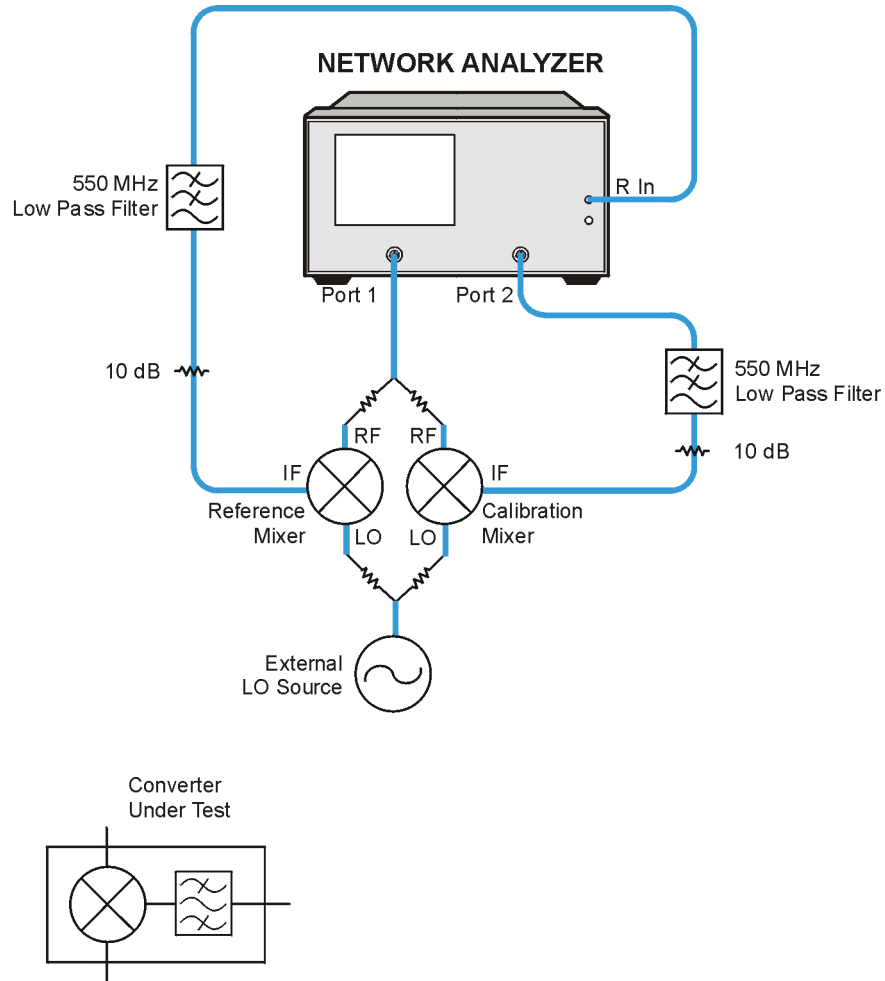 NETWORK ANALYZER
550 MHz
Low Pass Filter
R In
Port 1
Port 2
10 dB
550 MHz
Low Pass Filter
10 dB
RF
RF
IF
IF
Reference
Mixer
Calibration
Mixer
LO
LO
External
LO Source
Converter
Under Test